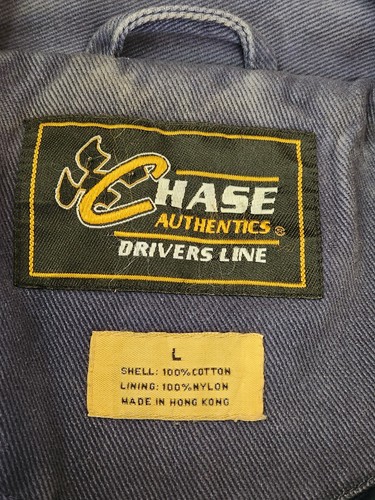 CHASE
AUTHENTICS®
DRIVERS LINE
L
SHELL: 100% COTTON
LINING: 100% NYLON
MADE IN HONG KONG